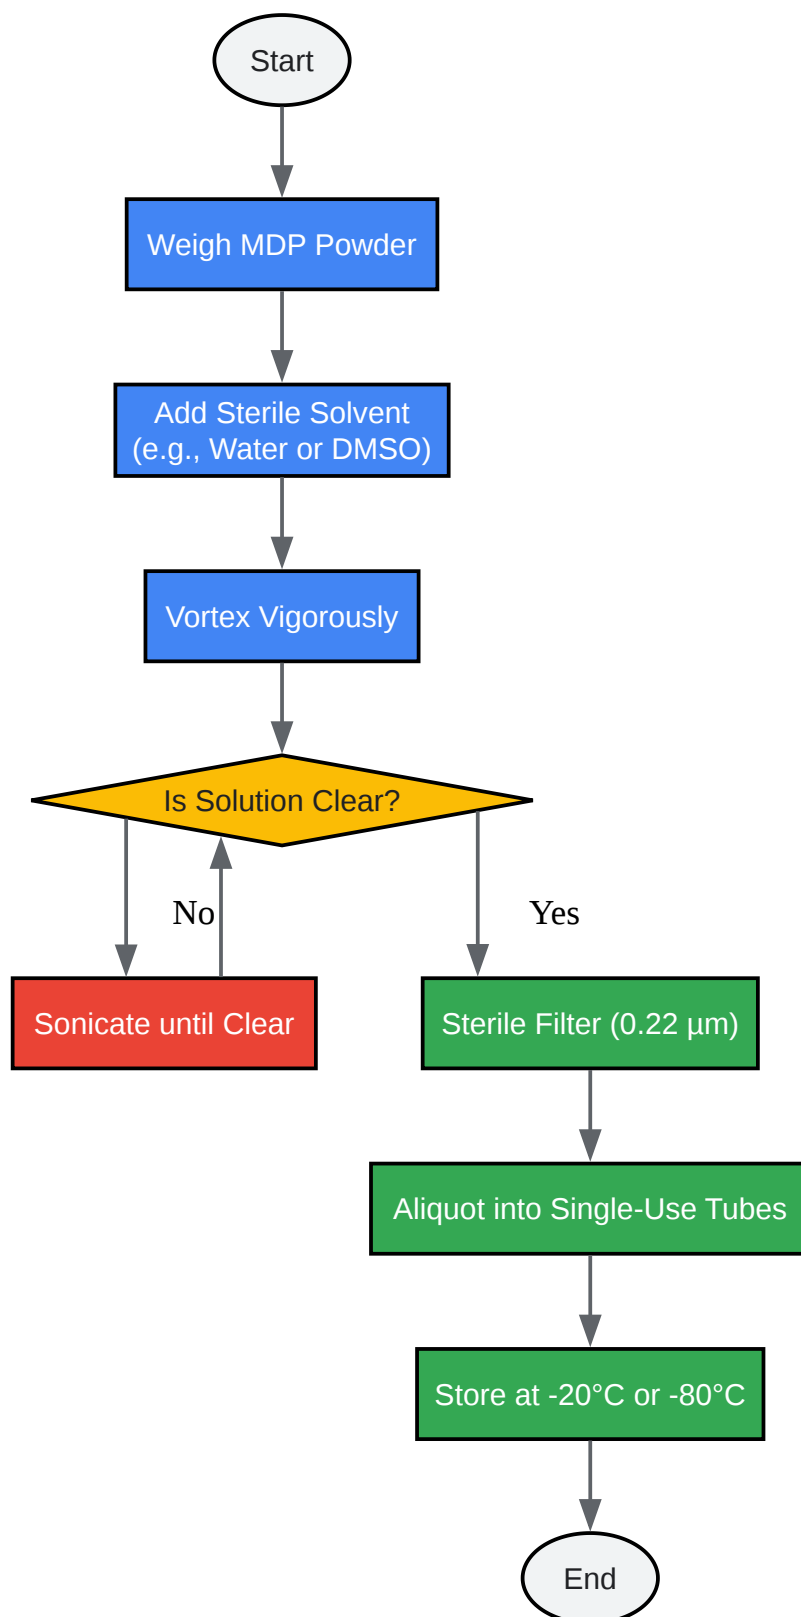 Start
Weigh MDP Powder
Add Sterile Solvent
(e.g., Water or DMSO)
Vortex Vigorously
Is Solution Clear?
No
Yes
Sonicate until Clear
Sterile Filter (0.22 µm)
Aliquot into Single-Use Tubes
Store at -20°C or -80°C
End